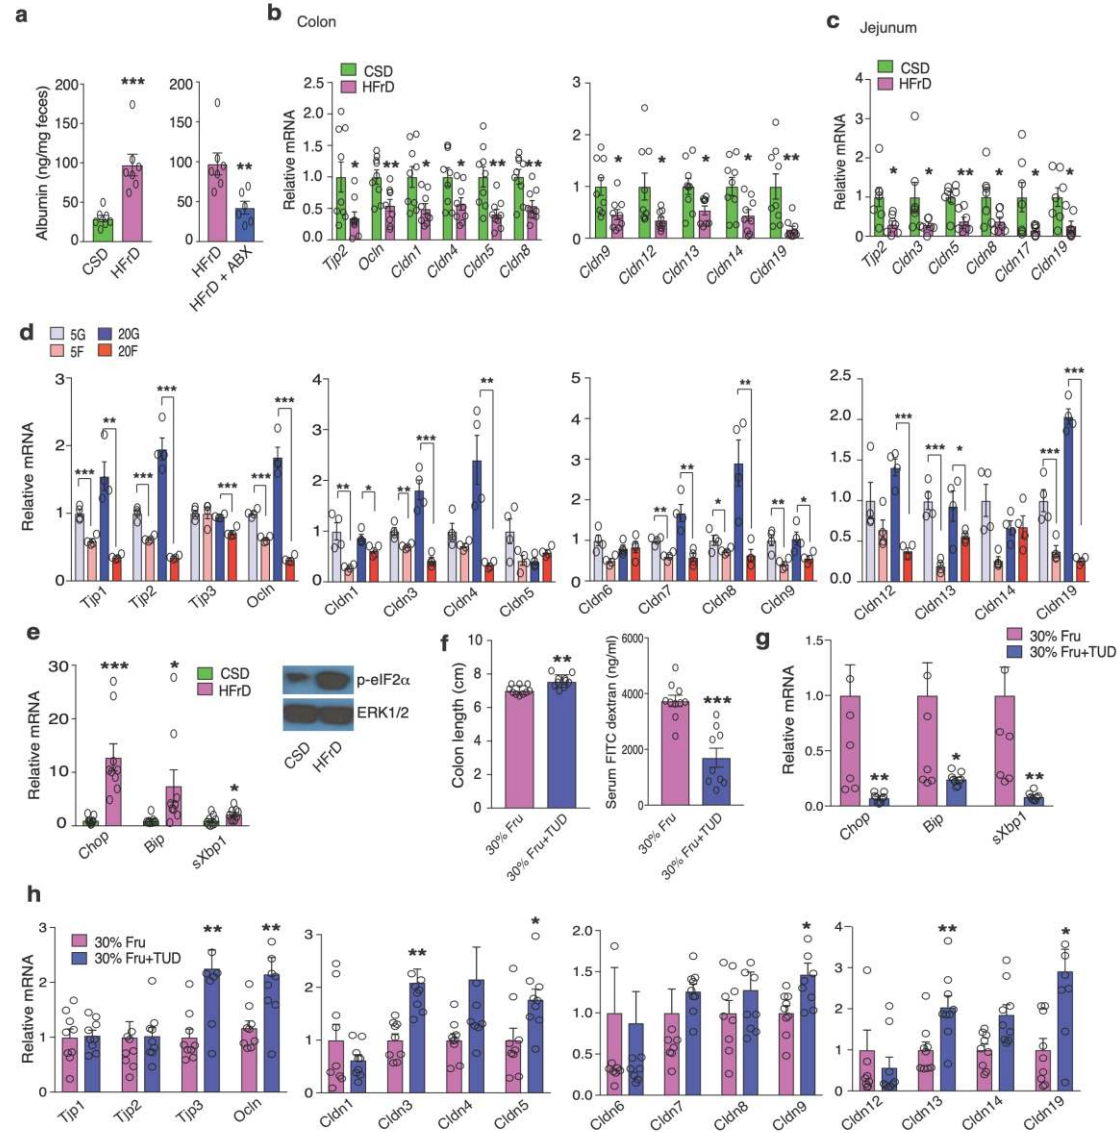 a
Albumin (ng/mg feces)
200
150
100
50
0
***
CSD
HFrD
200
150
100
50
0
**
HFrD
HFrD + ABX
b
Colon
CSD
HFrD
Relative mRNA
2.5
2.0
1.5
1.0
0.5
0.0
* ** * * ** **
Tjp2 Ocln Cldn1 Cldn4 Cldn5 Cldn8
3
2
1
0
* * * * **
Cldn9 Cldn12 Cldn13 Cldn14 Cldn19
c
Jejunum
CSD
HFrD
Relative mRNA
4
3
2
1
0
* * ** * * *
Tjp2 Cldn3 Cldn5 Cldn8 Cldn17 Cldn19
d
5G 20G
5F 20F
Relative mRNA
3
2
1
0
*** ** *** *** *** *** ***
Tjp1 Tjp2 Tjp3 Ocln
4
3
2
1
0
** * ** *** **
Cldn1 Cldn3 Cldn4 Cldn5
5
4
3
2
1
0
** ** * ** ** *
Cldn6 Cldn7 Cldn8 Cldn9
2.5
2.0
1.5
1.0
0.5
0.0
*** *** * *** ***
Cldn12 Cldn13 Cldn14 Cldn19
e
Relative mRNA
30
20
10
0
CSD
HFrD
*** * *
Chop Bip sXbp1
p-eIF2α
ERK1/2
CSD HFrD
f
Colon length (cm)
10
8
6
4
2
0
**
30% Fru
30% Fru+TUD
Serum FITC dextran (ng/ml)
6000
4000
2000
0
***
30% Fru
30% Fru+TUD
g
30% Fru
30% Fru+TUD
Relative mRNA
1.5
1.0
0.5
0.0
** * **
Chop Bip sXbp1
h
30% Fru
30% Fru+TUD
Relative mRNA
3
2
1
0
** **
Tjp1 Tjp2 Tjp3 Ocln
3
2
1
0
** *
Cldn1 Cldn3 Cldn4 Cldn5
2.0
1.5
1.0
0.5
0.0
*
Cldn6 Cldn7 Cldn8 Cldn9
4
3
2
1
0
** *
Cldn12 Cldn13 Cldn14 Cldn19